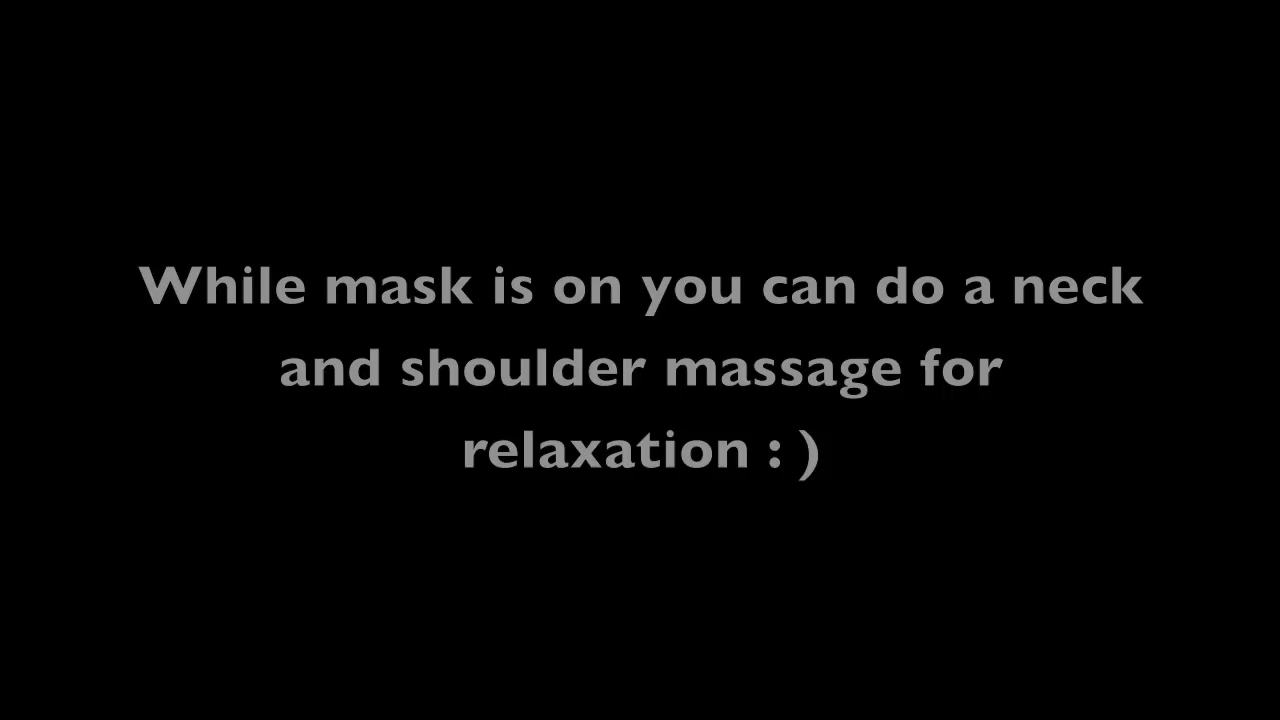 While mask is on you can do a neck
and shoulder massage for
relaxation : )